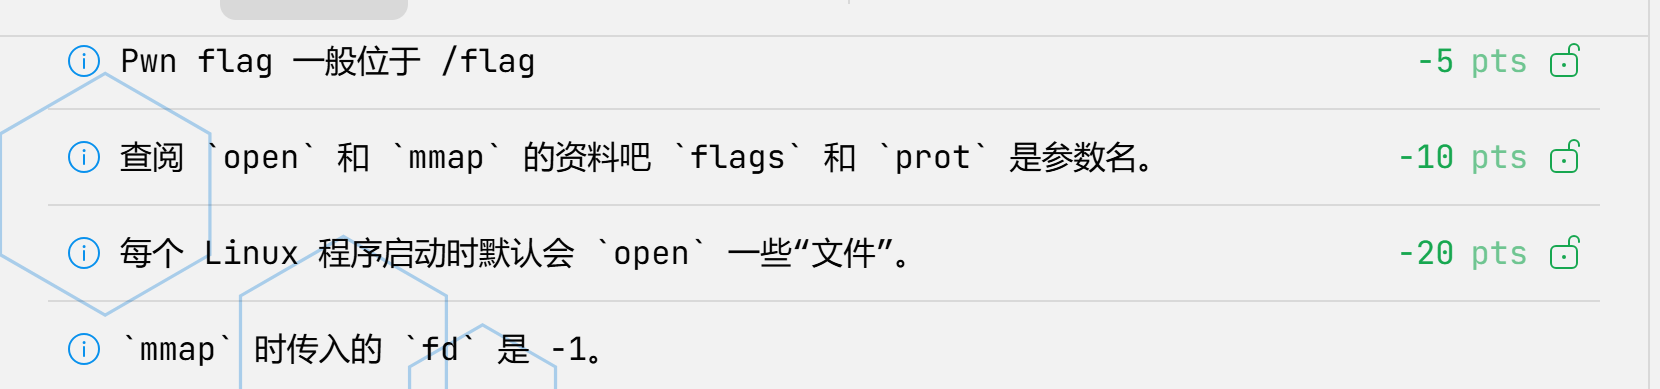 Pwn flag 一般位于 /flag -5 pts
查阅 `open` 和 `mmap` 的资料吧 `flags` 和 `prot` 是参数名。 -10 pts
每个 Linux 程序启动时默认会 `open` 一些“文件”。 -20 pts
`mmap` 时传入的 `fd` 是 -1。